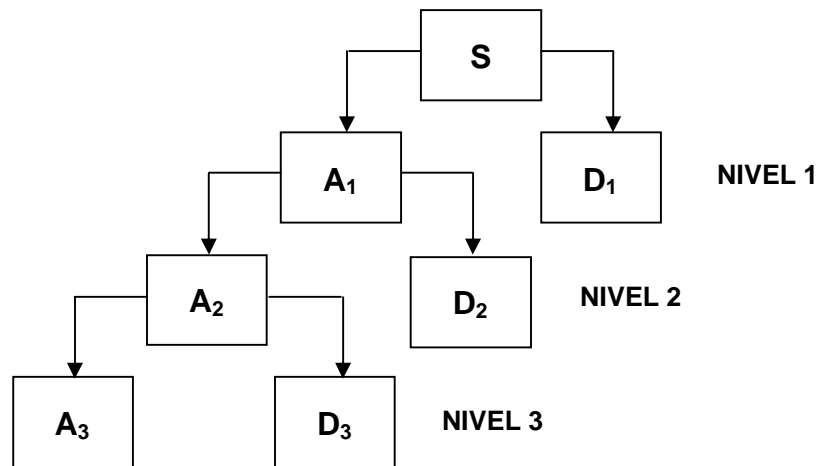 S
A₁
D₁
NIVEL 1
A₂
D₂
NIVEL 2
A₃
D₃
NIVEL 3